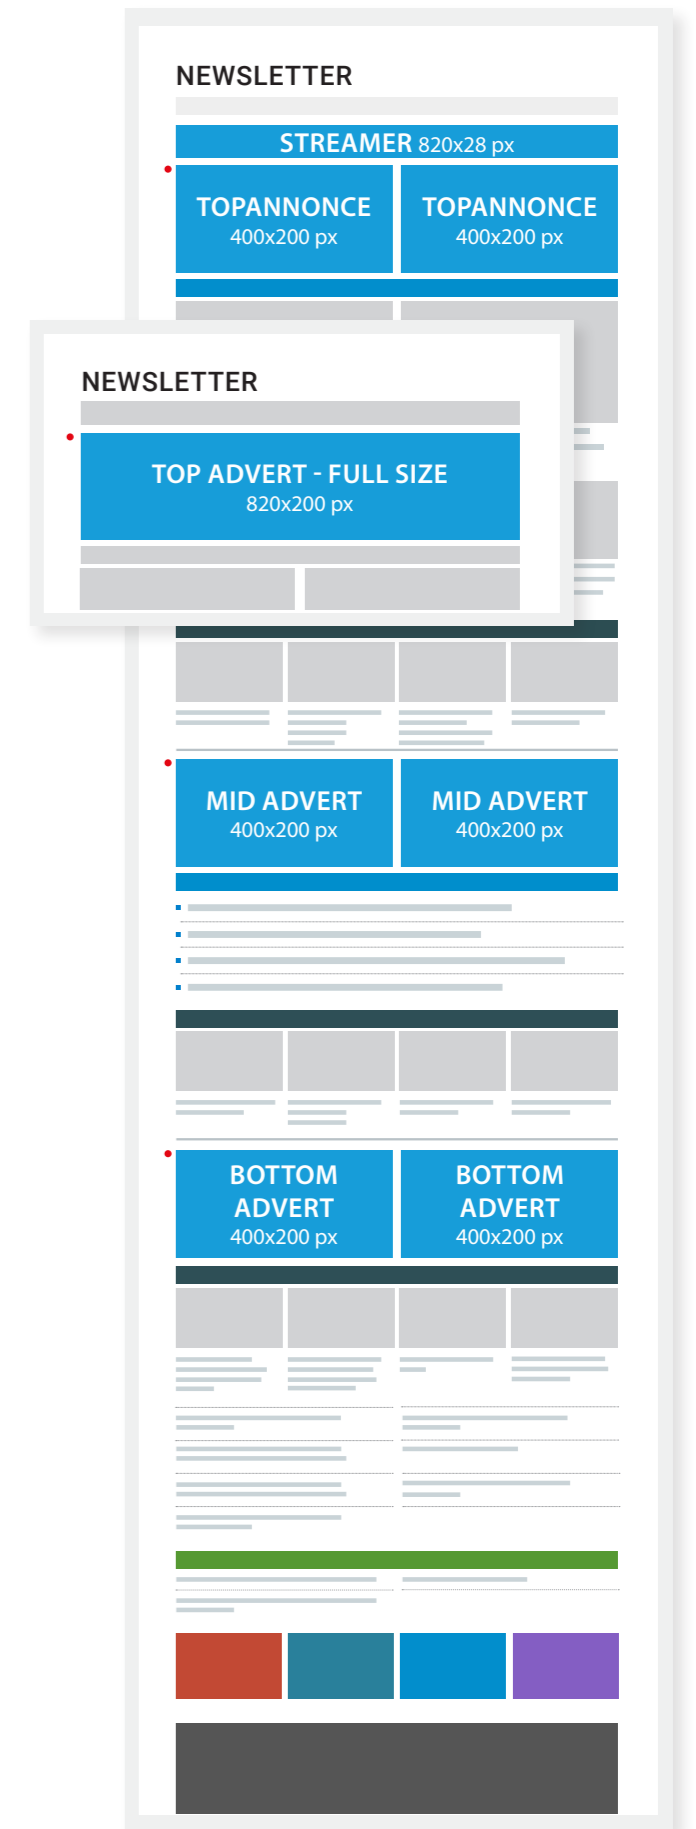 NEWSLETTER
STREAMER 820x28 px
TOPANNONCE
400x200 px
TOPANNONCE
400x200 px
NEWSLETTER
TOP ADVERT - FULL SIZE
820x200 px
MID ADVERT
400x200 px
MID ADVERT
400x200 px
BOTTOM
ADVERT
400x200 px
BOTTOM
ADVERT
400x200 px